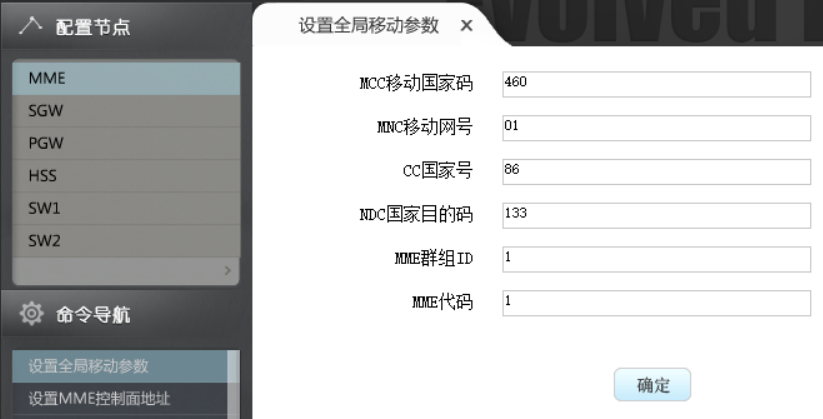 配置节点
MME
SGW
PGW
HSS
SW1
SW2
命令导航
设置全局移动参数
设置MME控制面地址
设置全局移动参数 ×
MCC移动国家码 460
MNC移动网号 01
CC国家号 86
NDC国家目的码 133
MME群组ID 1
MME代码 1
确定